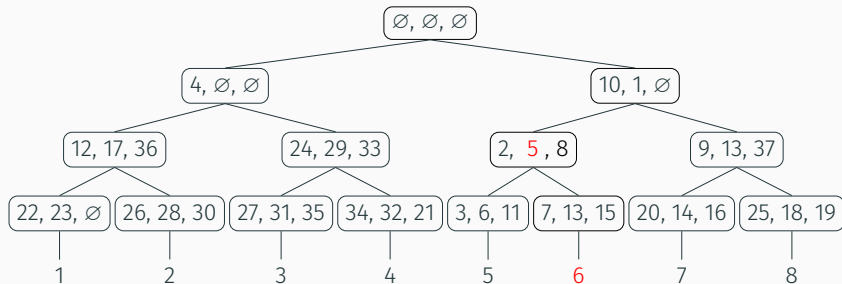 ∅, ∅, ∅
4, ∅, ∅ 10, 1, ∅
12, 17, 36 24, 29, 33 2, 5 , 8 9, 13, 37
22, 23, ∅ 26, 28, 30 27, 31, 35 34, 32, 21 3, 6, 11 7, 13, 15 20, 14, 16 25, 18, 19
1 2 3 4 5 6 7 8